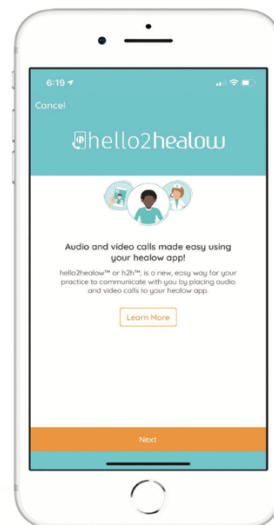 6:19
Cancel
hello2healow
Audio and video calls made easy using
your healow app!
hello2healow™ or h2h™, is a new, easy way for your
practice to communicate with you by placing audio
and video calls to your healow app.
Learn More
Next